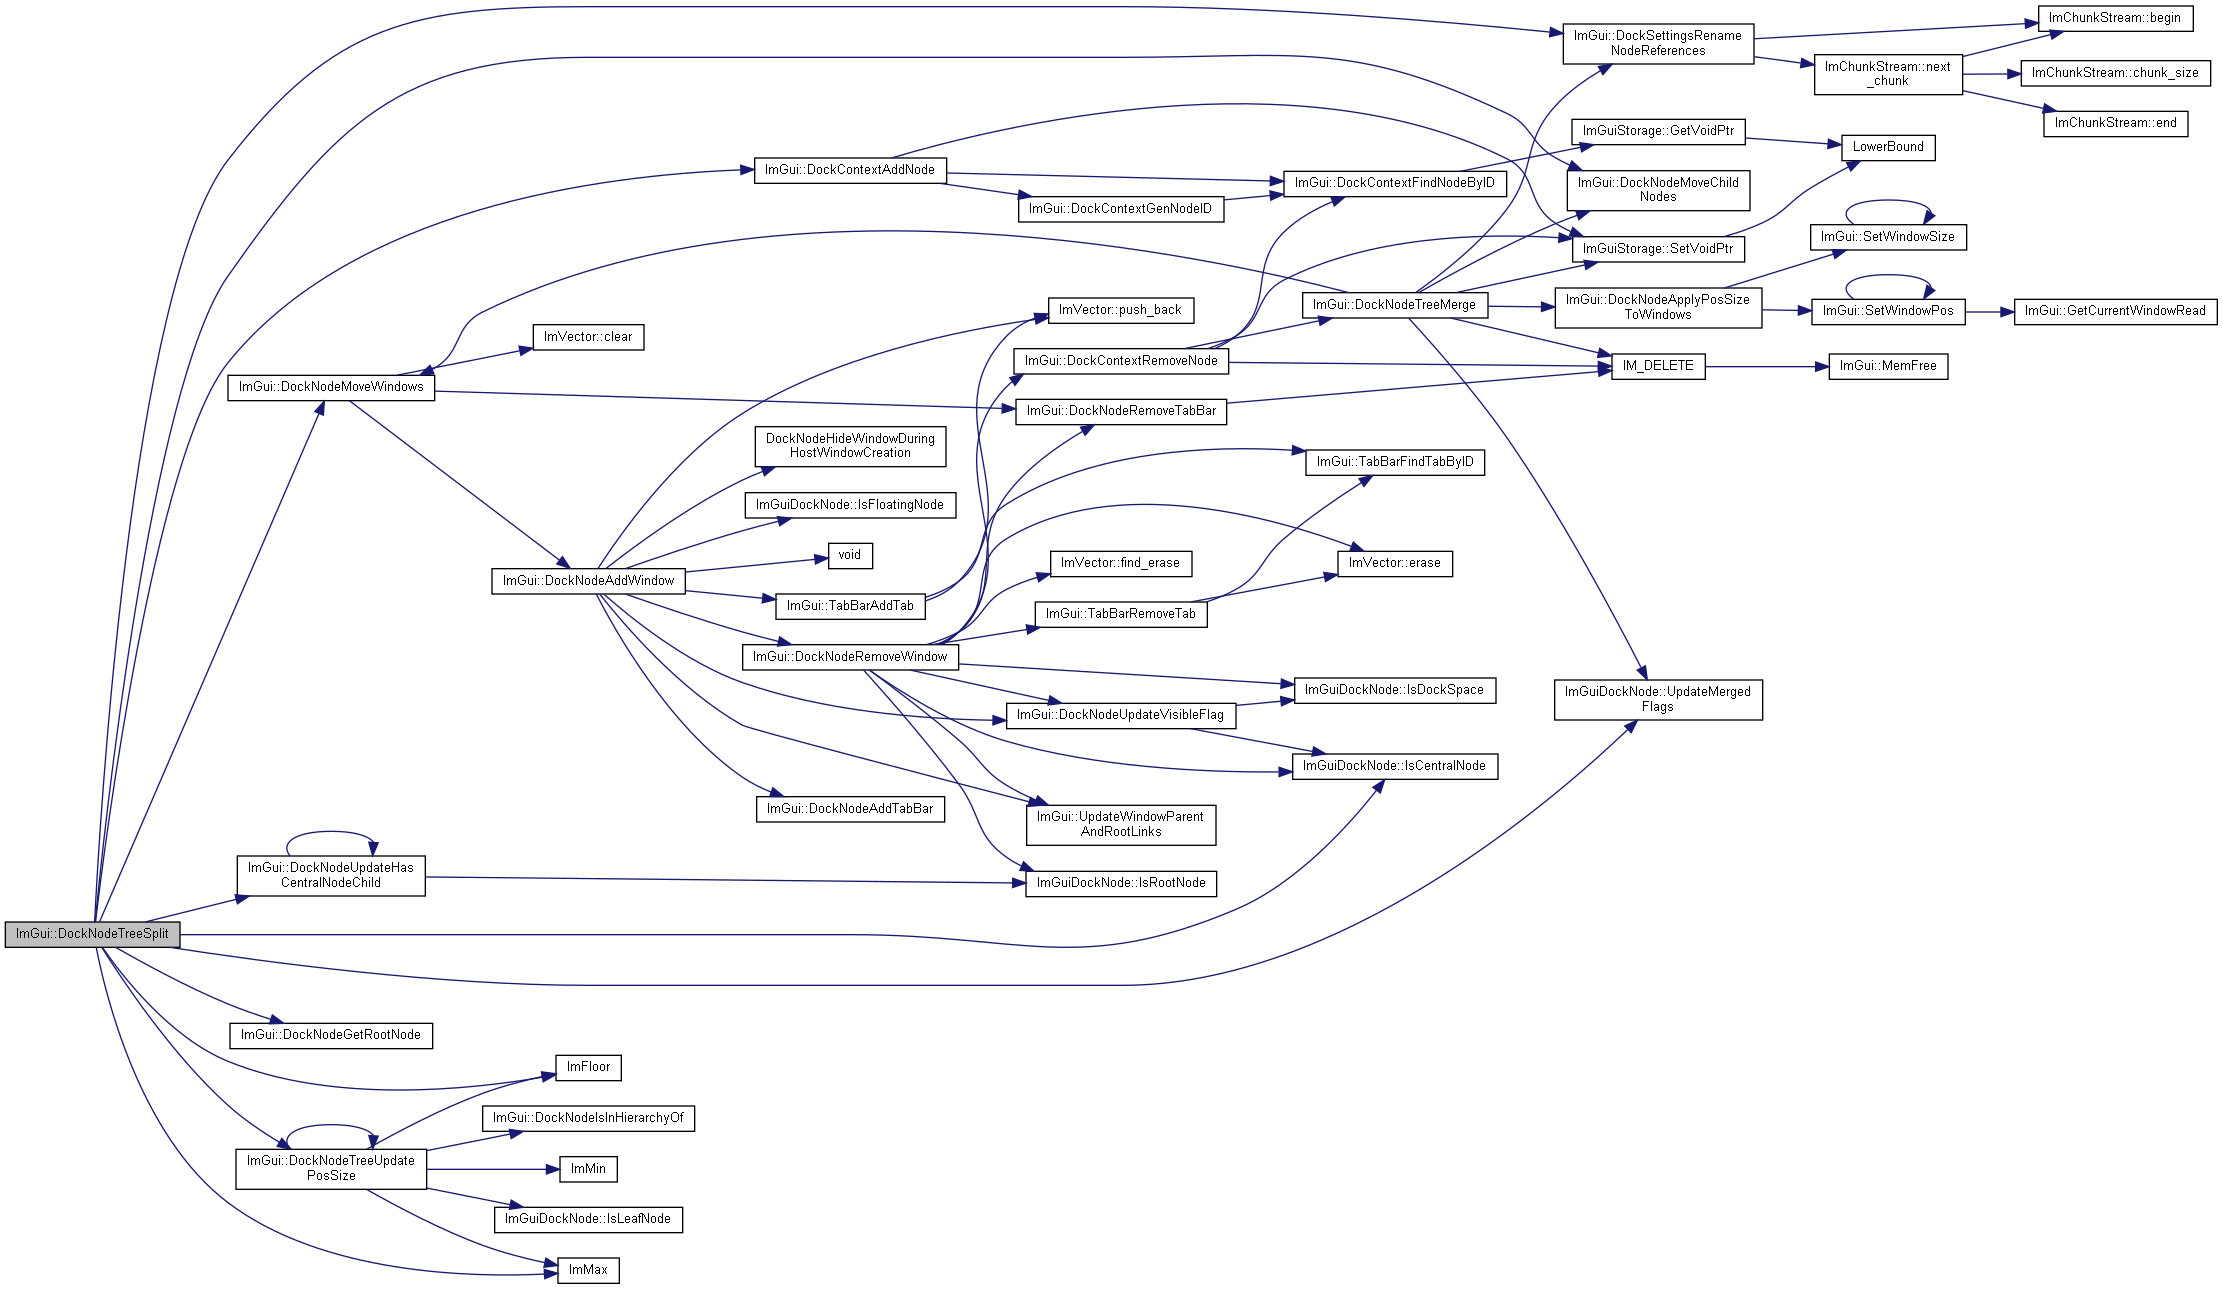 ImGui::DockNodeTreeSplit
ImGui::DockNodeMoveWindows
ImGui::DockNodeUpdateHas
CentralNodeChild
ImGui::DockNodeGetRootNode
ImGui::DockNodeTreeUpdate
PosSize
ImVector::clear
ImGui::DockNodeAddWindow
ImFloor
ImGui::DockNodeIsInHierarchyOf
ImMin
ImGuiDockNode::IsLeafNode
ImMax
ImGui::DockContextAddNode
DockNodeHideWindowDuring
HostWindowCreation
ImGuiDockNode::IsFloatingNode
void
ImGui::TabBarAddTab
ImGui::DockNodeRemoveWindow
ImGui::DockNodeAddTabBar
ImGui::DockContextGenNodeID
ImVector::push_back
ImGui::DockContextRemoveNode
ImGui::DockNodeRemoveTabBar
ImVector::find_erase
ImGui::TabBarRemoveTab
ImGui::DockNodeUpdateVisibleFlag
ImGui::UpdateWindowParent
AndRootLinks
ImGuiDockNode::IsRootNode
ImGui::DockContextFindNodeByID
ImGui::DockNodeTreeMerge
ImGui::TabBarFindTabByID
ImVector::erase
ImGuiDockNode::IsDockSpace
ImGuiDockNode::IsCentralNode
ImGui::DockSettingsRename
NodeReferences
ImGuiStorage::GetVoidPtr
ImGui::DockNodeMoveChild
Nodes
ImGuiStorage::SetVoidPtr
ImGui::DockNodeApplyPosSize
ToWindows
IM_DELETE
ImGuiDockNode::UpdateMerged
Flags
ImChunkStream::next
_chunk
LowerBound
ImGui::SetWindowSize
ImGui::SetWindowPos
ImGui::MemFree
ImChunkStream::begin
ImChunkStream::chunk_size
ImChunkStream::end
ImGui::GetCurrentWindowRead